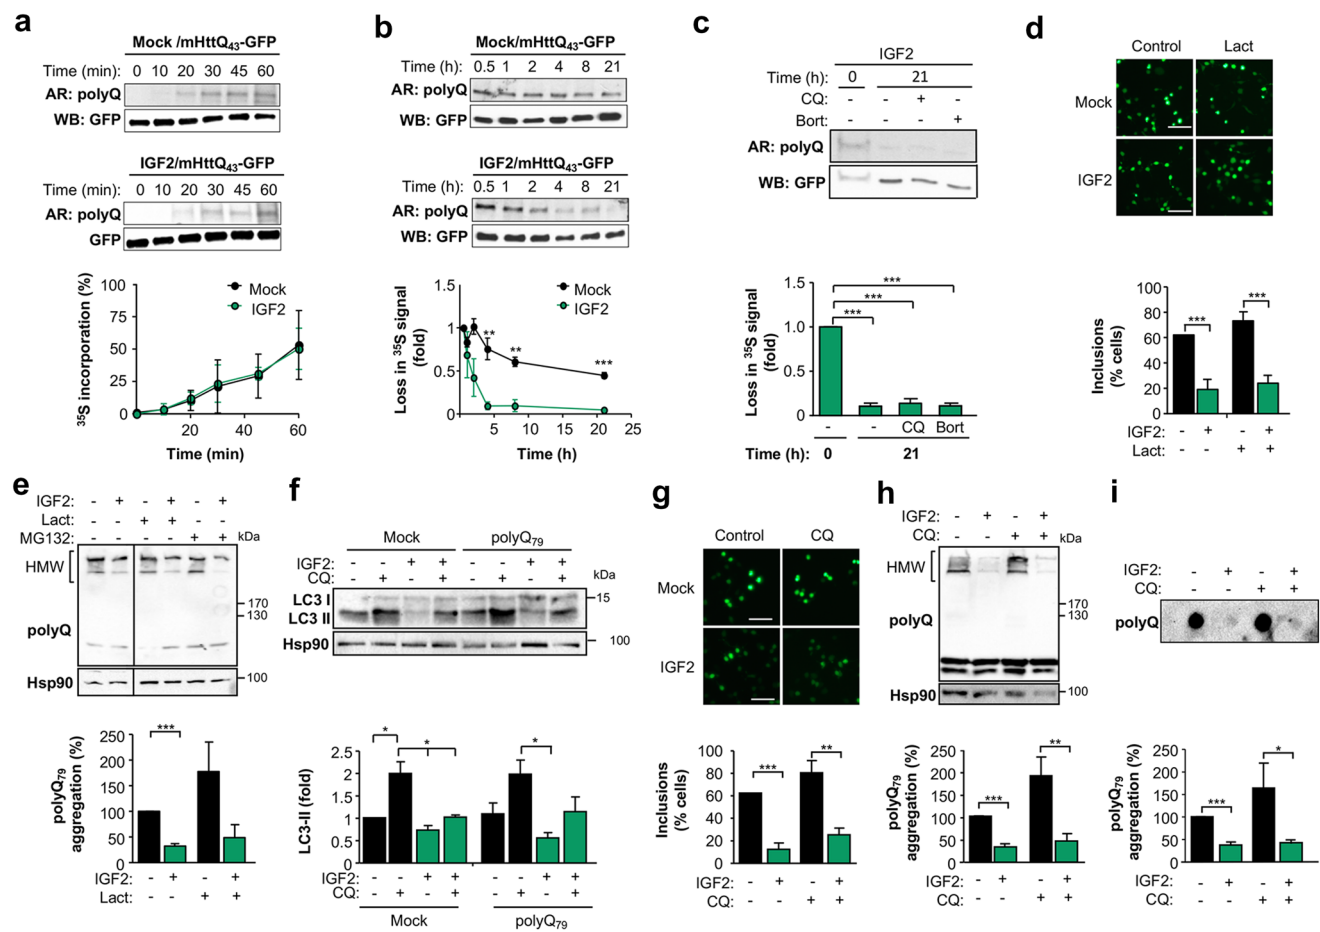 a
Mock /mHttQ43-GFP
Time (min): 0 10 20 30 45 60
AR: polyQ
WB: GFP
IGF2/mHttQ43-GFP
Time (min): 0 10 20 30 45 60
AR: polyQ
GFP
35S incorporation (%)
100
75
50
25
0
Mock
IGF2
20 40 60
Time (min)
b
Mock/mHttQ43-GFP
Time (h): 0.5 1 2 4 8 21
AR: polyQ
WB: GFP
IGF2/mHttQ43-GFP
Time (h): 0.5 1 2 4 8 21
AR: polyQ
WB: GFP
Loss in 35S signal
(fold)
1.5
1.0
0.5
0
Mock
IGF2
** ** ***
5 10 15 20 25
Time (h)
c
IGF2
Time (h): 0 21
CQ: - - + -
Bort: - - - +
AR: polyQ
WB: GFP
Loss in 35S signal
(fold)
1.5
1.0
0.5
0
***
***
***
- - CQ Bort
Time (h): 0 21
d
Control Lact
Mock
IGF2
Inclusions
(% cells)
100
80
60
40
20
0
*** ***
IGF2: - + - +
Lact: - - + +
e
IGF2: - + - + - +
Lact: - - + + - -
MG132: - - - - + +
kDa
HMW
170
130
polyQ
Hsp90
100
polyQ79
aggregation (%)
250
200
150
100
50
0
***
IGF2: - + - +
Lact: - - + +
f
Mock polyQ79
IGF2: - - + + - - + +
CQ: - + - + - + - +
kDa
LC3 I
15
LC3 II
Hsp90
100
LC3-II (fold)
2.5
2
1.5
1
0.5
0
* * *
IGF2: - - + + - - + +
CQ: - + - + - + - +
Mock polyQ79
g
Control CQ
Mock
IGF2
Inclusions
(% cells)
100
80
60
40
20
0
*** **
IGF2: - + - +
CQ: - - + +
h
IGF2: - + - +
CQ: - - + +
kDa
HMW
170
130
polyQ
Hsp90
100
polyQ79
aggregation (%)
250
200
150
100
50
0
*** **
IGF2: - + - +
CQ: - - + +
i
IGF2: - + - +
CQ: - - + +
polyQ
polyQ79
aggregation (%)
250
200
150
100
50
0
*** *
IGF2: - + - +
CQ: - - + +